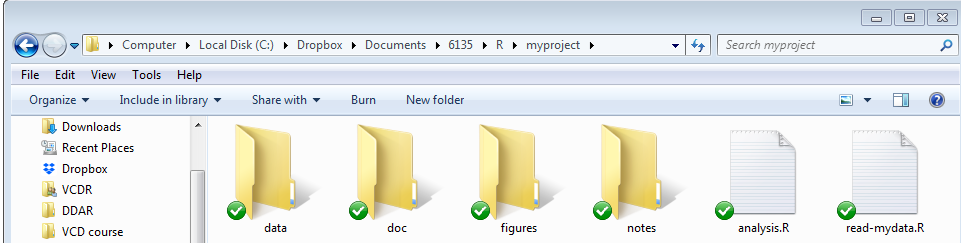 Computer ▸ Local Disk (C:) ▸ Dropbox ▸ Documents ▸ 6135 ▸ R ▸ myproject ▸
Search myproject
File Edit View Tools Help
Organize Include in library Share with Burn New folder
Downloads
Recent Places
Dropbox
VCDR
DDAR
VCD course
data doc figures notes analysis.R read-mydata.R